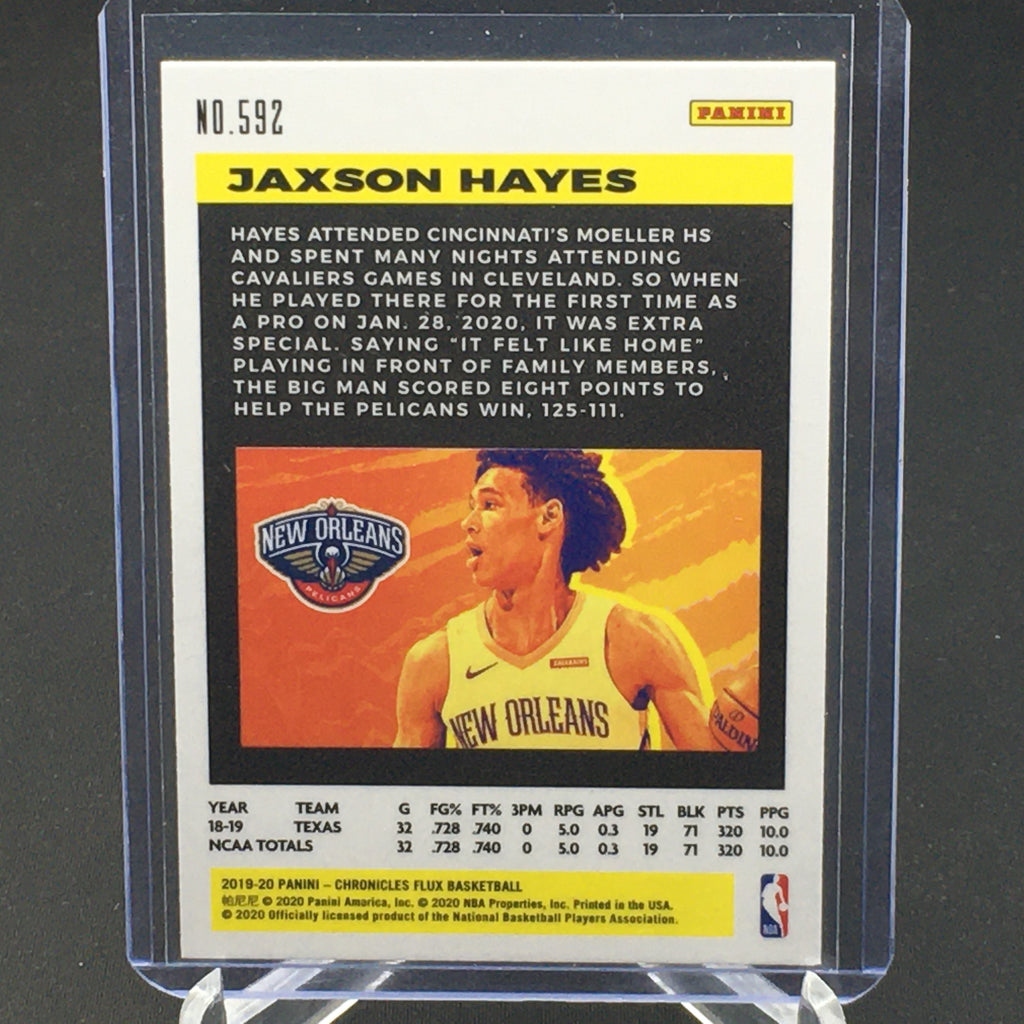 NO.592
PANINI
JAXSON HAYES
HAYES ATTENDED CINCINNATI'S MOELLER HS
AND SPENT MANY NIGHTS ATTENDING
CAVALIERS GAMES IN CLEVELAND. SO WHEN
HE PLAYED THERE FOR THE FIRST TIME AS
A PRO ON JAN. 28, 2020, IT WAS EXTRA
SPECIAL. SAYING “IT FELT LIKE HOME”
PLAYING IN FRONT OF FAMILY MEMBERS,
THE BIG MAN SCORED EIGHT POINTS TO
HELP THE PELICANS WIN, 125-111.
NEW ORLEANS
PELICANS
NEW ORLEANS
YEAR TEAM G FG% FT% 3PM RPG APG STL BLK PTS PPG
18-19 TEXAS 32 .728 .740 0 5.0 0.3 19 71 320 10.0
NCAA TOTALS 32 .728 .740 0 5.0 0.3 19 71 320 10.0
2019-20 PANINI – CHRONICLES FLUX BASKETBALL
帕尼尼 © 2020 Panini America, Inc. © 2020 NBA Properties, Inc. Printed in the USA.
© 2020 Officially licensed product of the National Basketball Players Association.
NBA